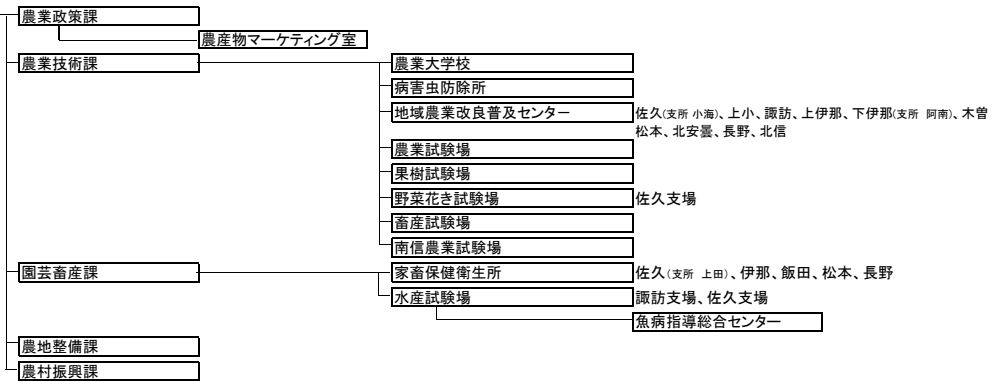 農業政策課
農産物マーケティング室
農業技術課
農業大学校
病害虫防除所
地域農業改良普及センター
佐久(支所 小海)、上小、諏訪、上伊那、下伊那(支所 阿南)、木曽
松本、北安曇、長野、北信
農業試験場
果樹試験場
野菜花き試験場
佐久支場
畜産試験場
南信農業試験場
園芸畜産課
家畜保健衛生所
佐久(支所 上田)、伊那、飯田、松本、長野
水産試験場
諏訪支場、佐久支場
魚病指導総合センター
農地整備課
農村振興課